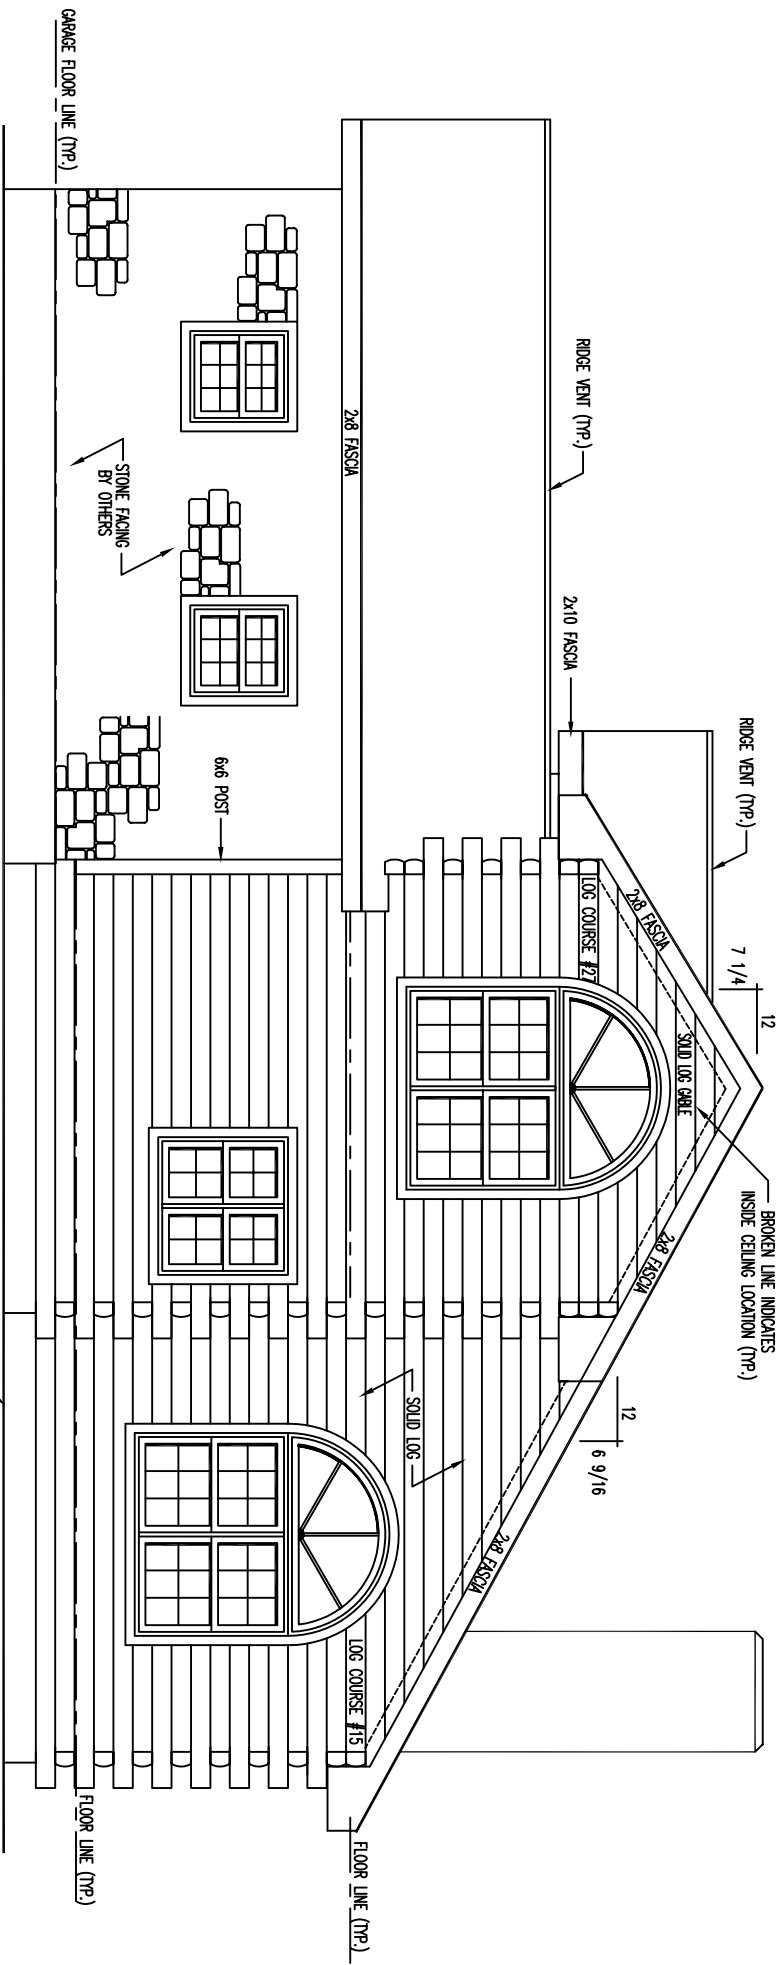 RIDGE VENT (TYP.)
12
7 1/4
BROKEN LINE INDICATES
INSIDE CEILING LOCATION (TYP.)
2x10 FASCIA
2x8 FASCIA
SOLID LOG GABLE
2x8 FASCIA
12
6 9/16
RIDGE VENT (TYP.)
LOG COURSE #27
2x8 FASCIA
2x8 FASCIA
SOLID LOG
LOG COURSE #15
FLOOR LINE (TYP.)
6x6 POST
STONE FACING
BY OTHERS
GARAGE FLOOR LINE (TYP.)
FLOOR LINE (TYP.)